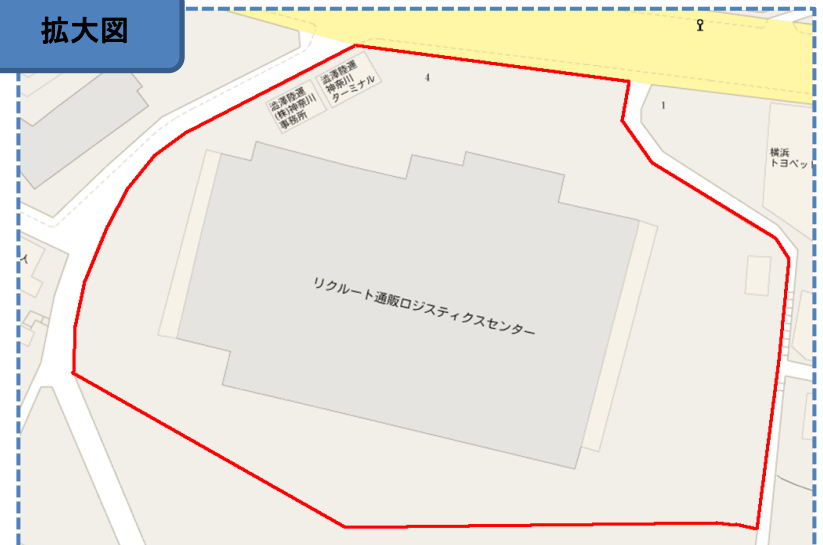 拡大図
澁澤陸運
神奈川
ターミナル
澁澤陸運
(株)神奈川
事務所
4
1
横浜
トヨペッ
リクルート通販ロジスティクスセンター